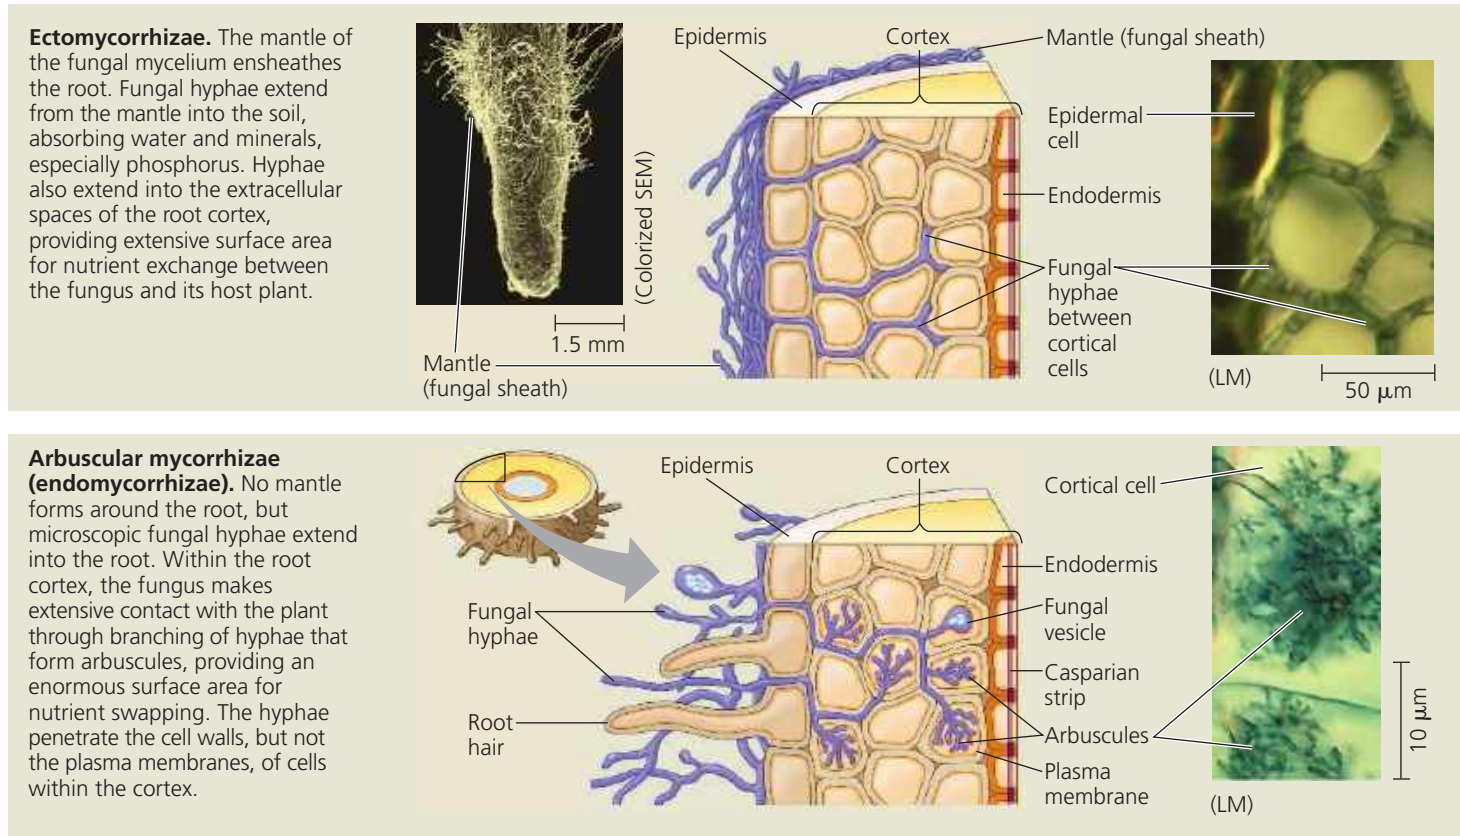 Ectomycorrhizae. The mantle of
the fungal mycelium ensheathes
the root. Fungal hyphae extend
from the mantle into the soil,
absorbing water and minerals,
especially phosphorus. Hyphae
also extend into the extracellular
spaces of the root cortex,
providing extensive surface area
for nutrient exchange between
the fungus and its host plant.
(Colorized SEM)
1.5 mm
Mantle
(fungal sheath)
Epidermis
Cortex
Mantle (fungal sheath)
Epidermal
cell
Endodermis
Fungal
hyphae
between
cortical
cells
(LM)
50 μm
Arbuscular mycorrhizae
(endomycorrhizae). No mantle
forms around the root, but
microscopic fungal hyphae extend
into the root. Within the root
cortex, the fungus makes
extensive contact with the plant
through branching of hyphae that
form arbuscules, providing an
enormous surface area for
nutrient swapping. The hyphae
penetrate the cell walls, but not
the plasma membranes, of cells
within the cortex.
Epidermis
Cortex
Fungal
hyphae
Root
hair
Cortical cell
Endodermis
Fungal
vesicle
Casparian
strip
Arbuscules
Plasma
membrane
(LM)
10 μm